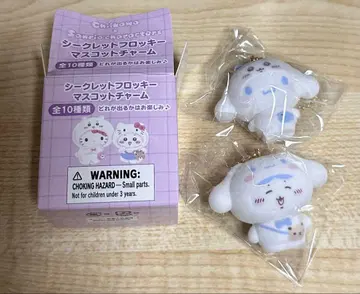 Chiikawa
シークレットフロッキー
マスコットチャーム
全10種類 どれが出るかはお楽しみ♪
シークレットフロッキー
マスコットチャーム
全10種類 どれが出るかはお楽しみ♪
WARNING:
CHOKING HAZARD— Small parts.
Not for children under 3 years.